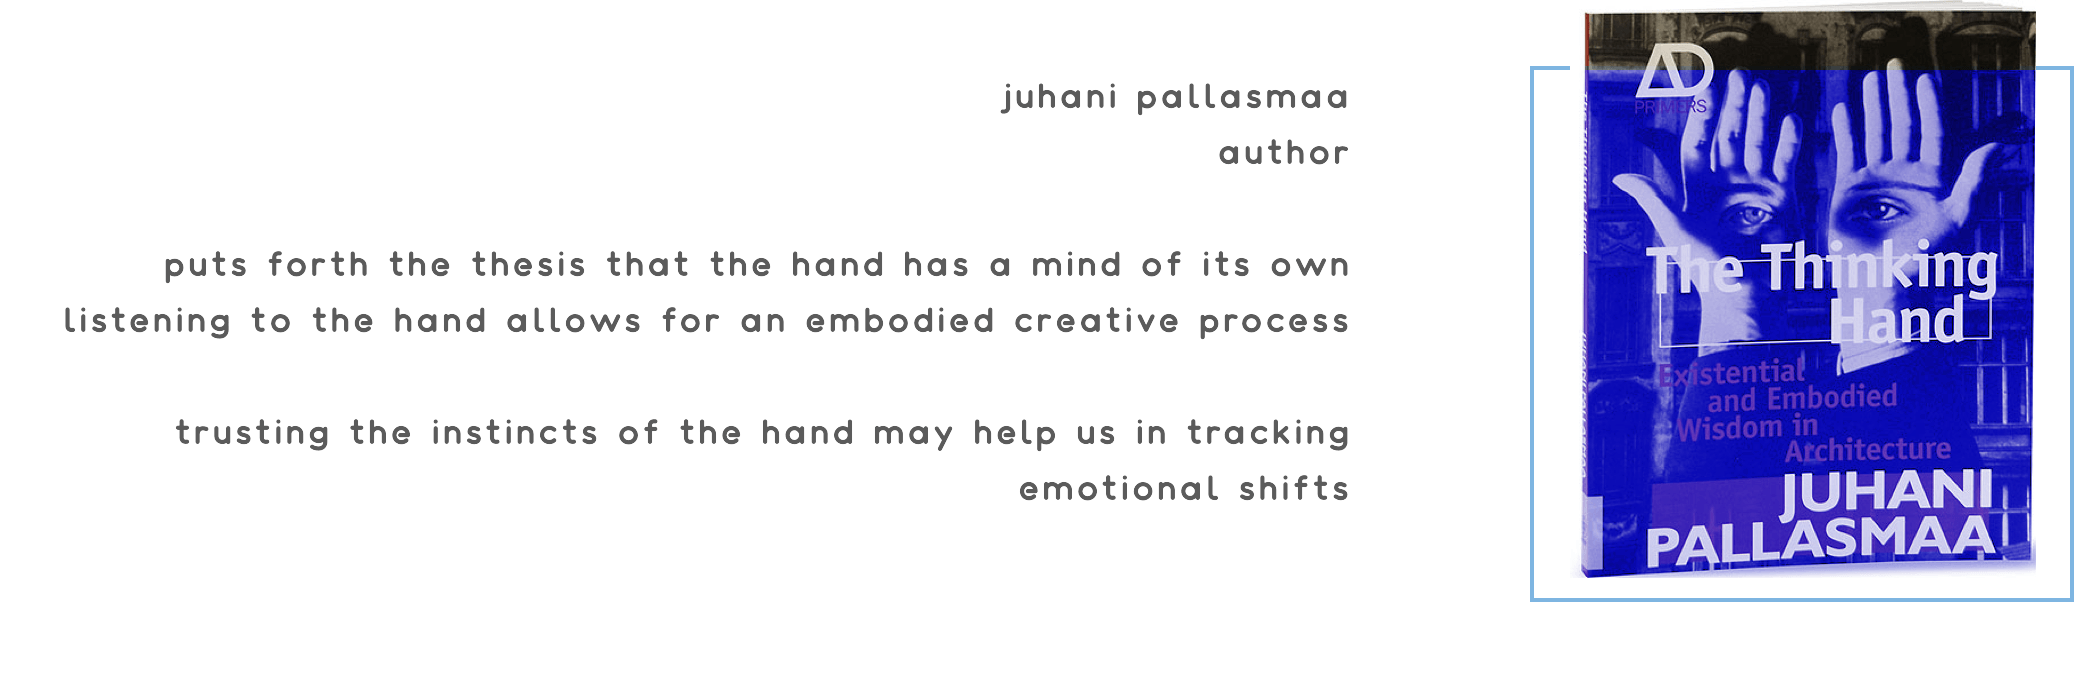 juhani pallasmaa
author
puts forth the thesis that the hand has a mind of its own
listening to the hand allows for an embodied creative process
trusting the instincts of the hand may help us in tracking
emotional shifts
AD
PRIMERS
The Thinking
Hand
Existential
and Embodied
Wisdom in
Architecture
JUHANI
PALLASMAA